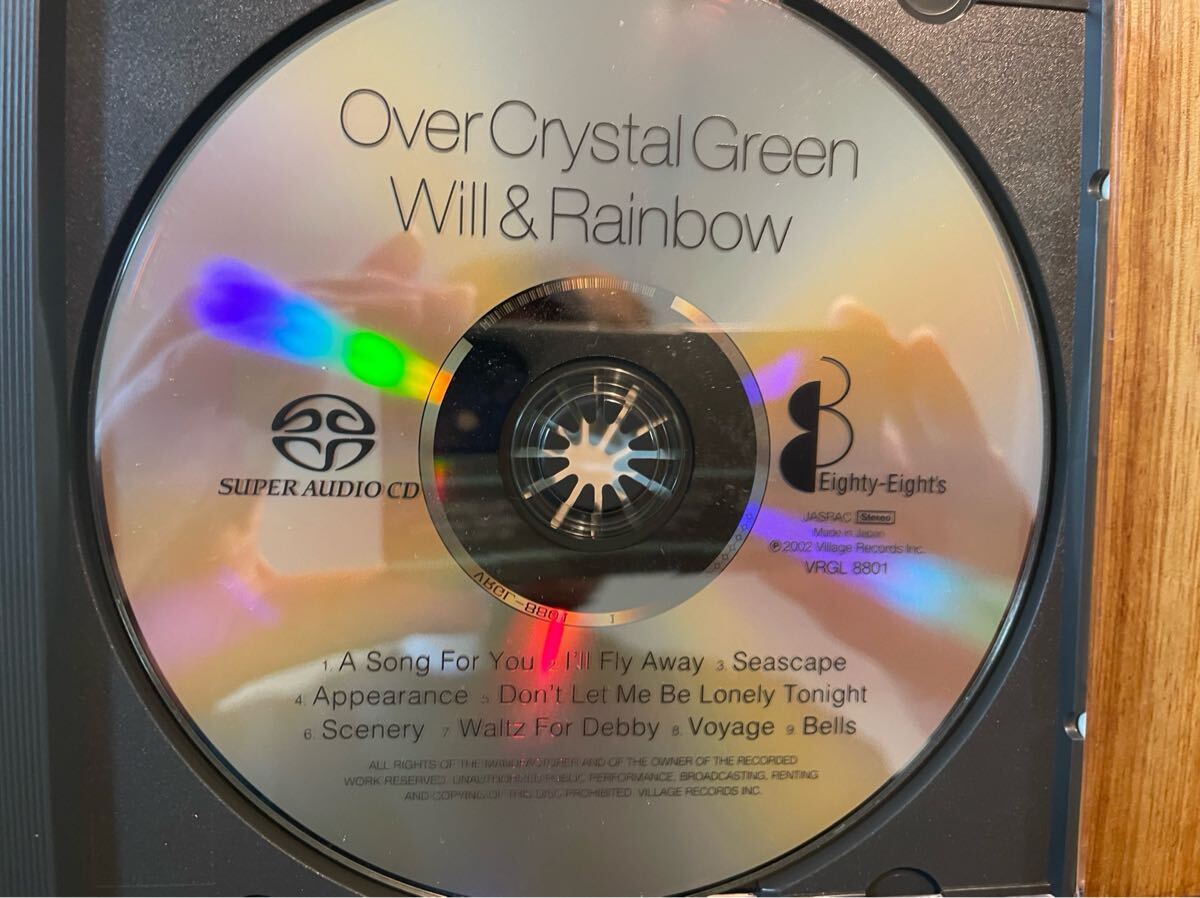 Over Crystal Green
Will & Rainbow
SUPER AUDIO CD
Eighty-Eight's
JASRAC Stereo
Made in Japan
℗2002 Village Records Inc.
VRGL 8801
VRGL-8801 1
1. A Song For You 2. I'll Fly Away 3. Seascape
4. Appearance 5. Don't Let Me Be Lonely Tonight
6. Scenery 7. Waltz For Debby 8. Voyage 9. Bells
ALL RIGHTS OF THE MANUFACTURER AND OF THE OWNER OF THE RECORDED
WORK RESERVED. UNAUTHORIZED PUBLIC PERFORMANCE, BROADCASTING, RENTING
AND COPYING OF THIS DISC PROHIBITED. VILLAGE RECORDS INC.